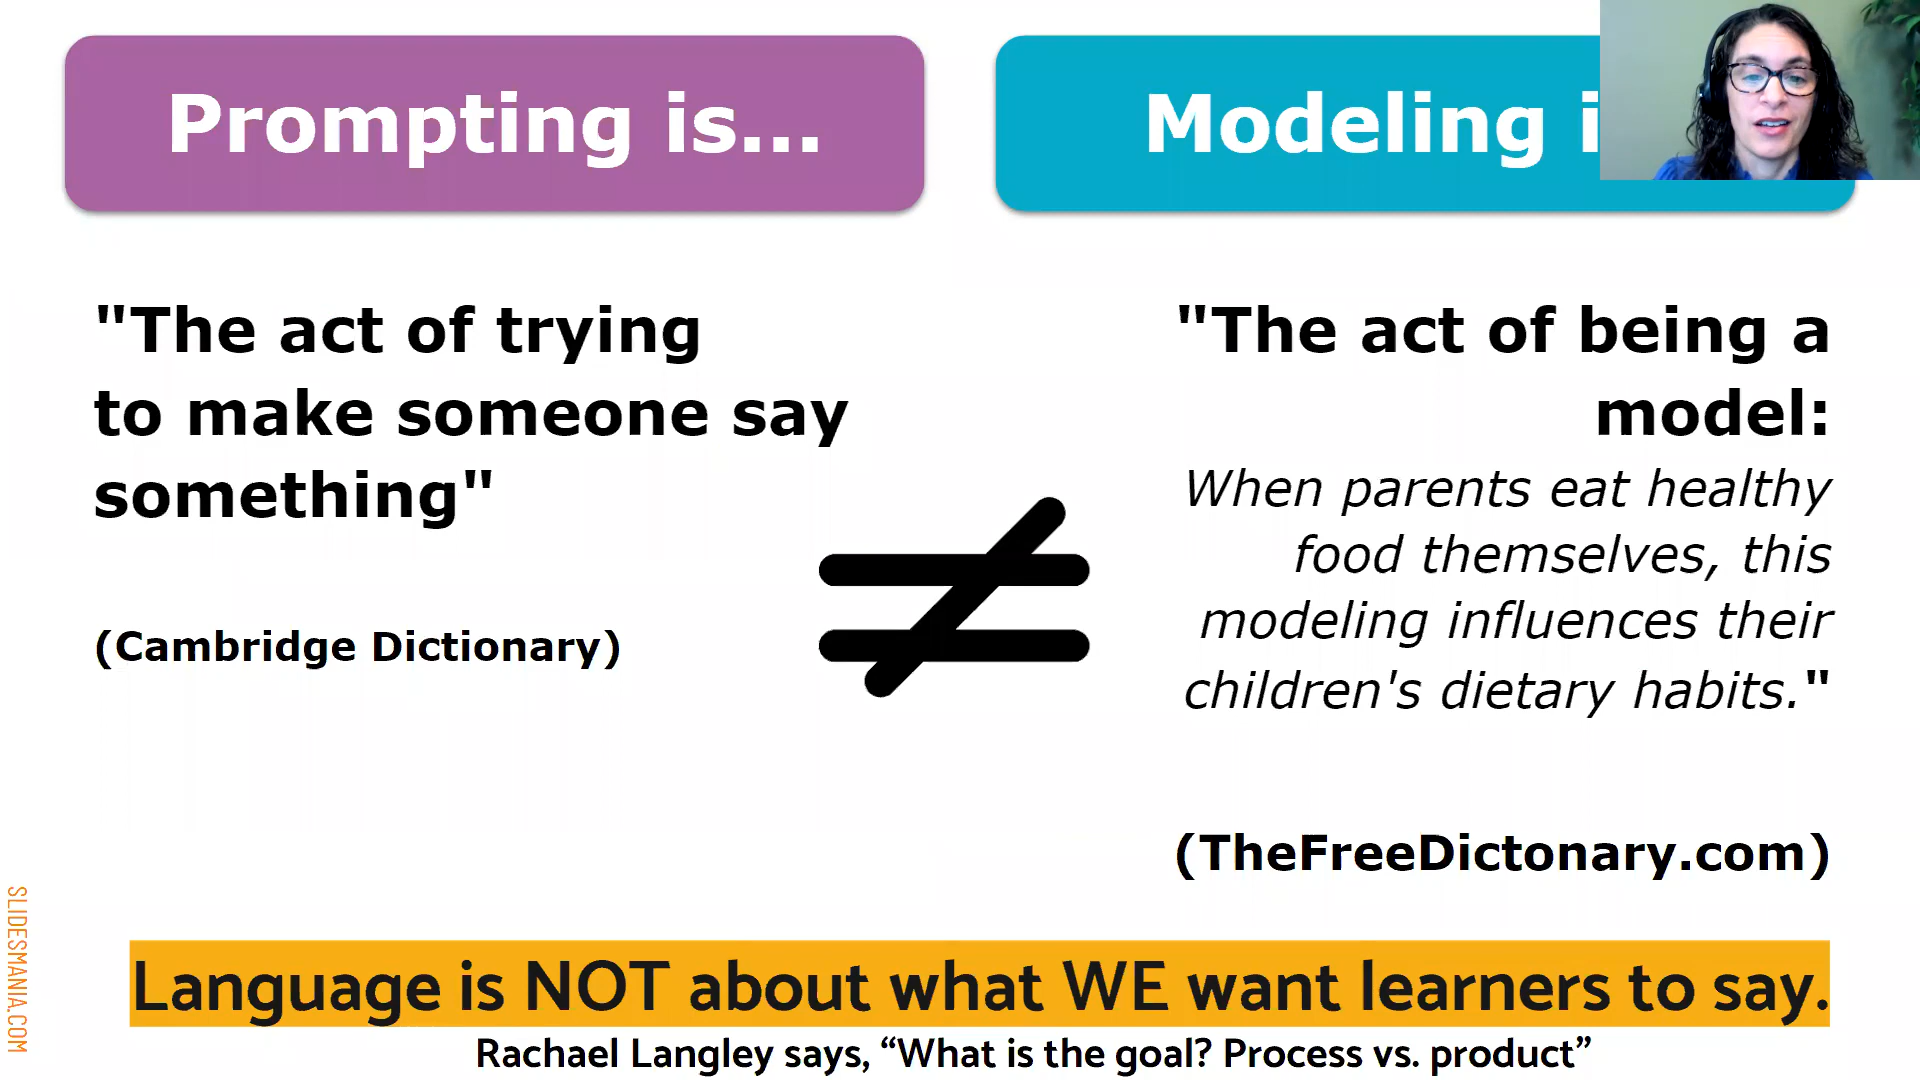 Prompting is...
Modeling i
"The act of trying
to make someone say
something"
(Cambridge Dictionary)
≠
"The act of being a
model:
When parents eat healthy
food themselves, this
modeling influences their
children's dietary habits."
(TheFreeDictonary.com)
Language is NOT about what WE want learners to say.
Rachael Langley says, “What is the goal? Process vs. product”
SLIDESMANIA.COM